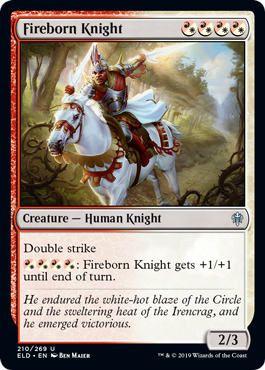 Fireborn Knight
Creature — Human Knight
Double strike
: Fireborn Knight gets +1/+1
until end of turn.
He endured the white-hot blaze of the Circle
and the sweltering heat of the Irencrag, and
he emerged victorious.
2/3
210/269 U
ELD • EN Ben Maier
™ & © 2019 Wizards of the Coast